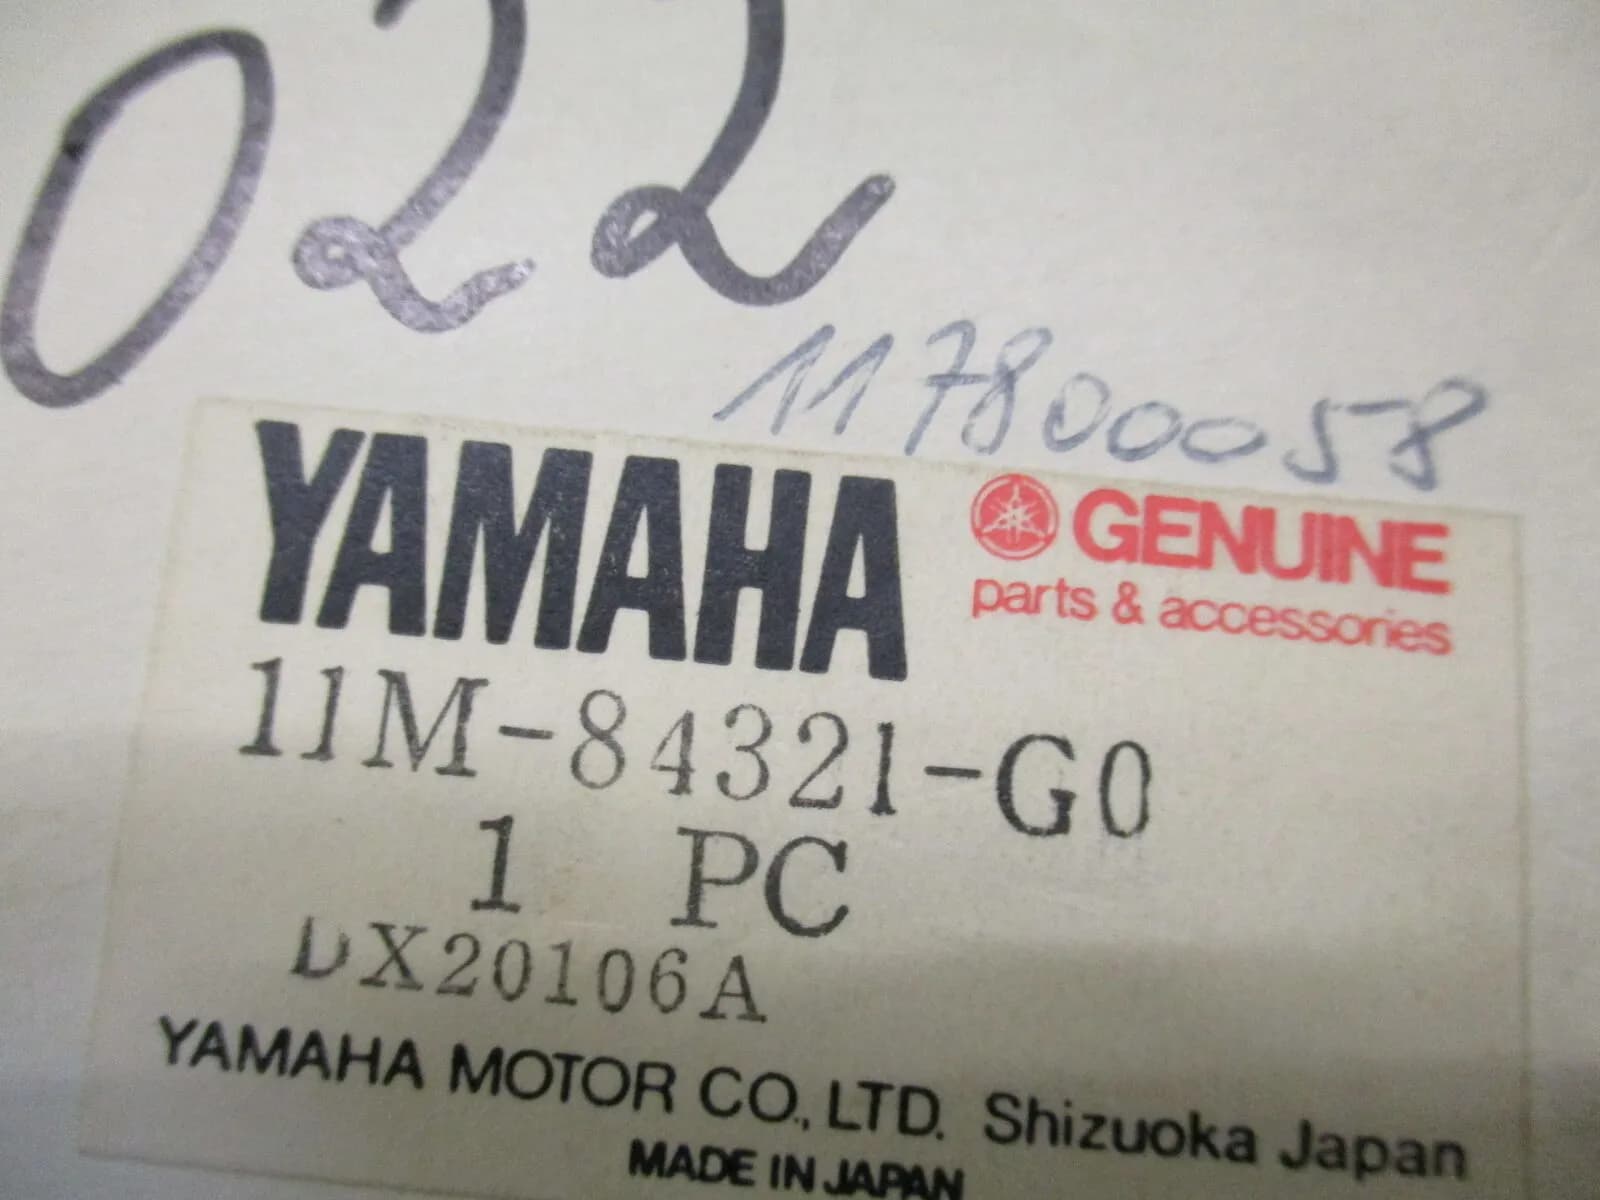 022
117800058
YAMAHA
GENUINE
parts & accessories
11M-84321-G0
1 PC
DX20106A
YAMAHA MOTOR CO., LTD. Shizuoka Japan
MADE IN JAPAN